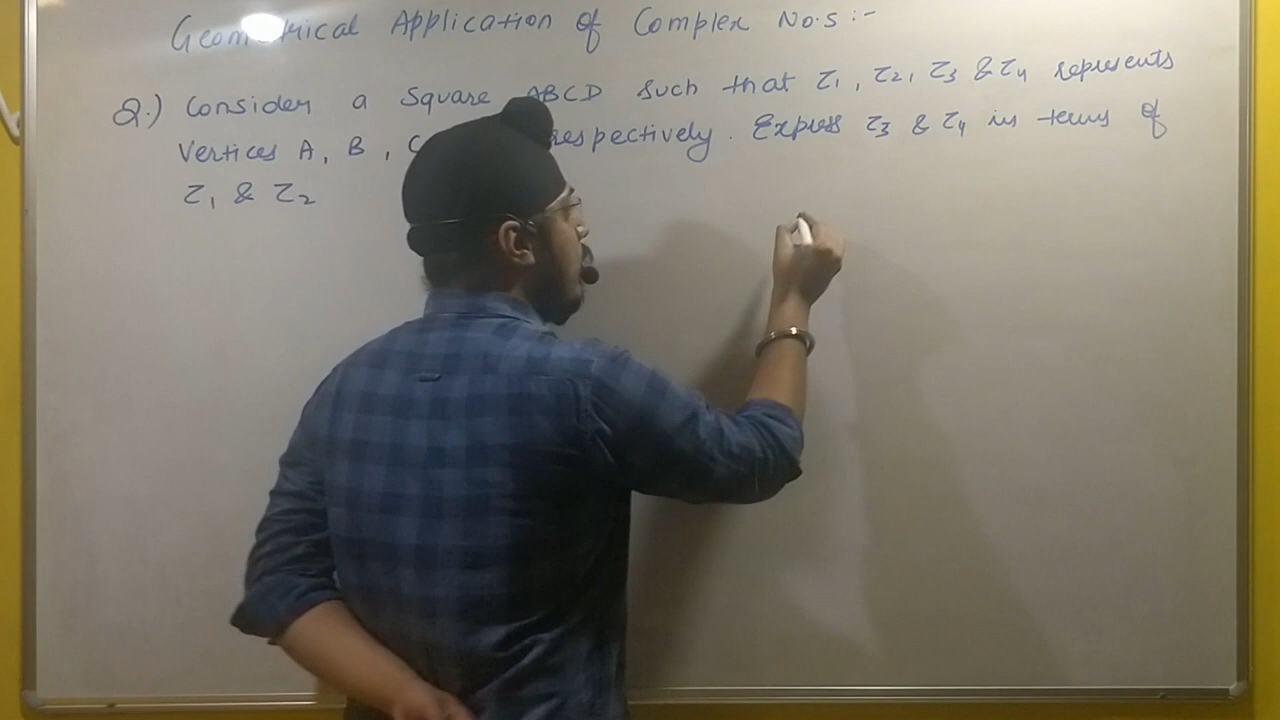 Geometrical Application of Complex No.s :-
Q.) Consider a Square ABCD such that z1, z2, z3 & z4 represents
Vertices A, B, C respectively. Express z3 & z4 in terms of
z1 & z2